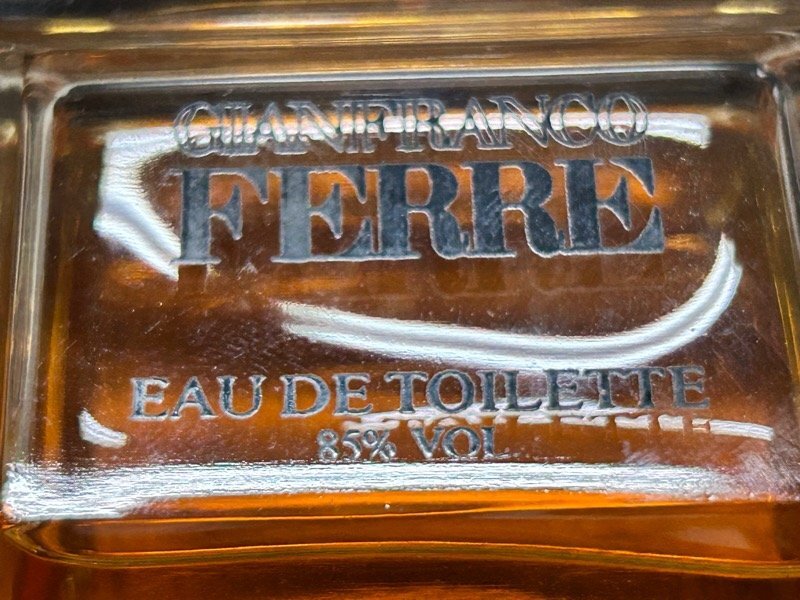 GIANFRANCO
FERRE
EAU DE TOILETTE
85% VOL